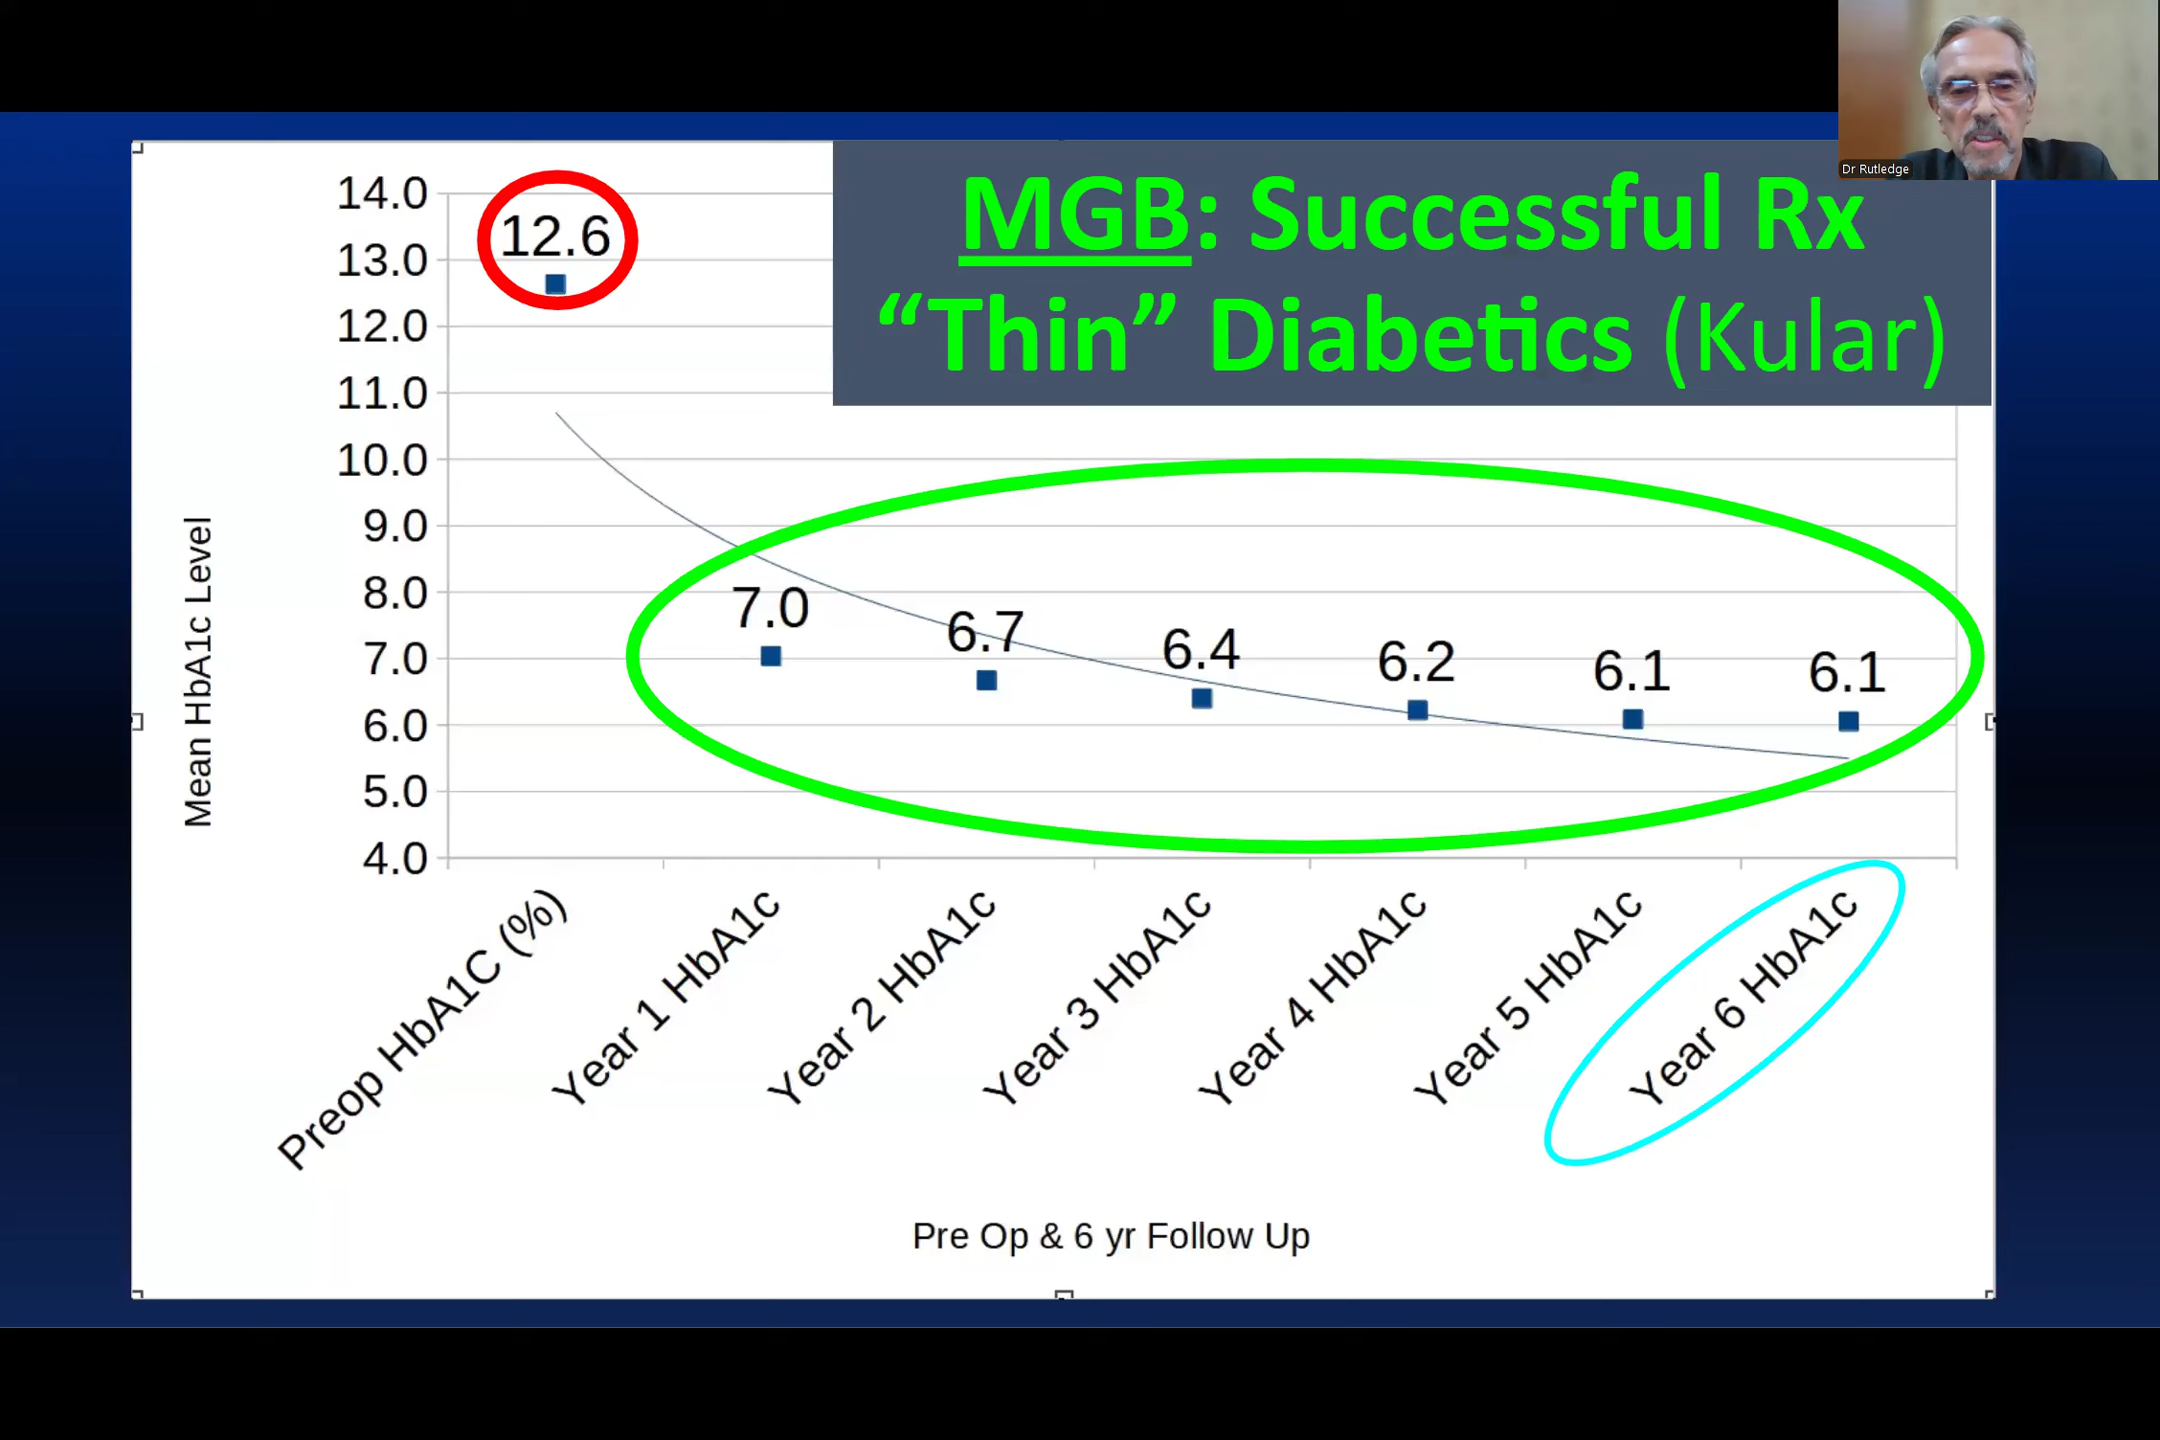 Dr Rutledge
MGB: Successful Rx
“Thin” Diabetics (Kular)
Mean HbA1c Level
14.0
13.0
12.0
11.0
10.0
9.0
8.0
7.0
6.0
5.0
4.0
12.6
7.0
6.7
6.4
6.2
6.1
6.1
Preop HbA1C (%)
Year 1 HbA1c
Year 2 HbA1c
Year 3 HbA1c
Year 4 HbA1c
Year 5 HbA1c
Year 6 HbA1c
Pre Op & 6 yr Follow Up